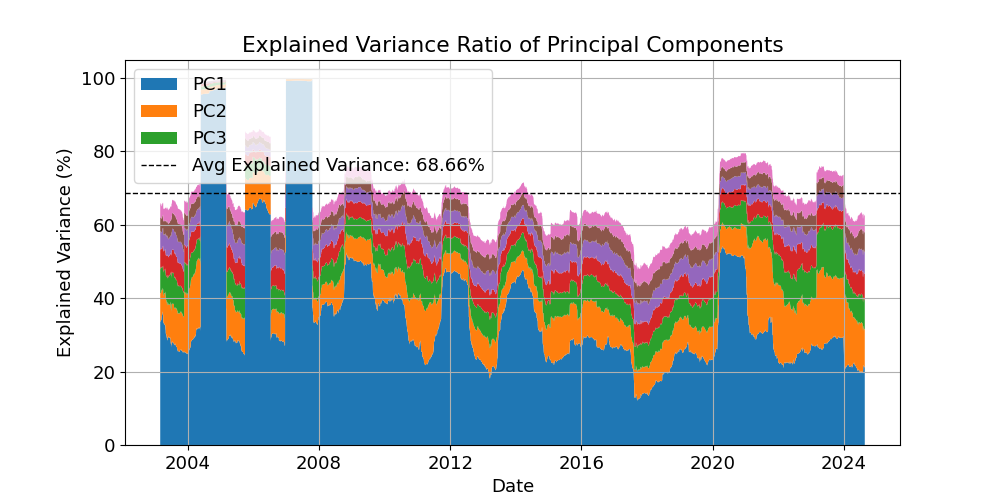 Explained Variance Ratio of Principal Components
Explained Variance (%)
100
80
60
40
20
0
PC1
PC2
PC3
Avg Explained Variance: 68.66%
2004
2008
2012
2016
2020
2024
Date